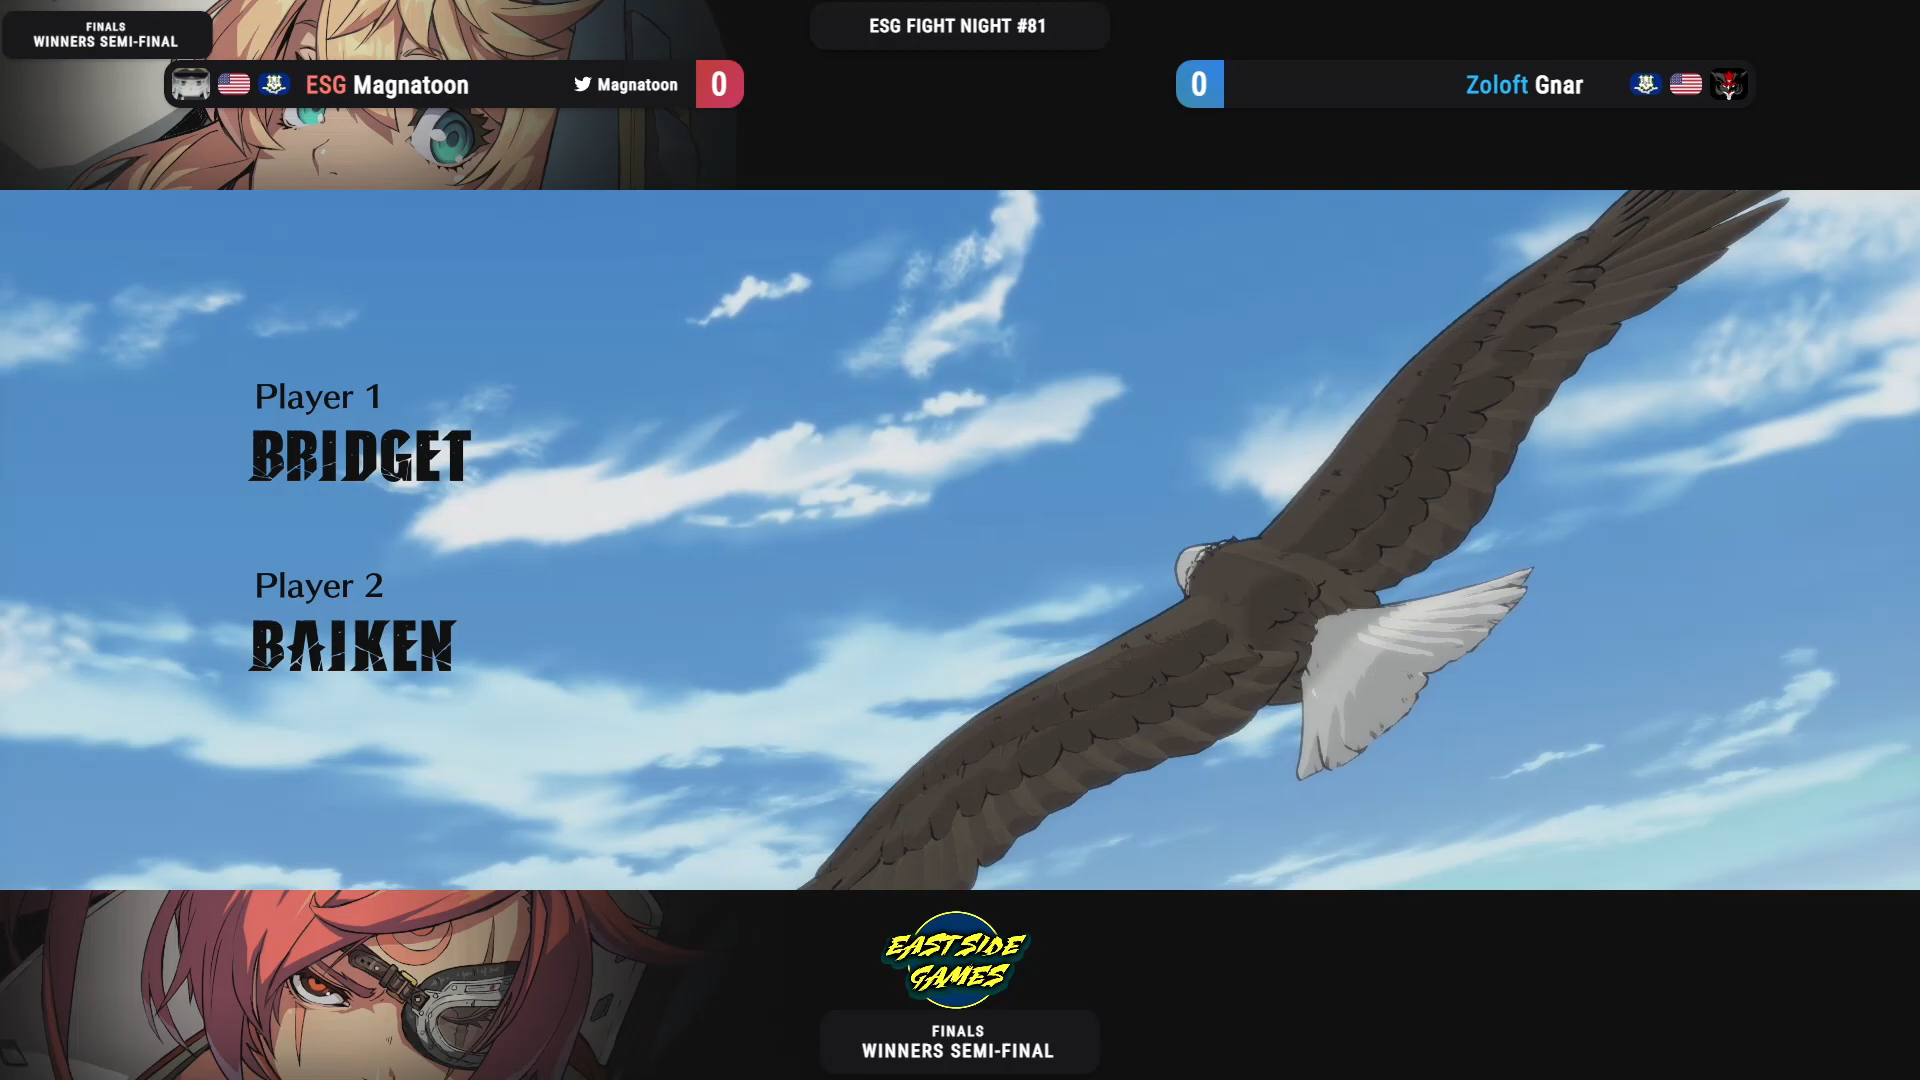 FINALS
WINNERS SEMI-FINAL
ESG FIGHT NIGHT #81
ESG Magnatoon
Magnatoon
0
0
Zoloft Gnar
Player 1
BRIDGET
Player 2
BAIKEN
EAST SIDE
GAMES
FINALS
WINNERS SEMI-FINAL